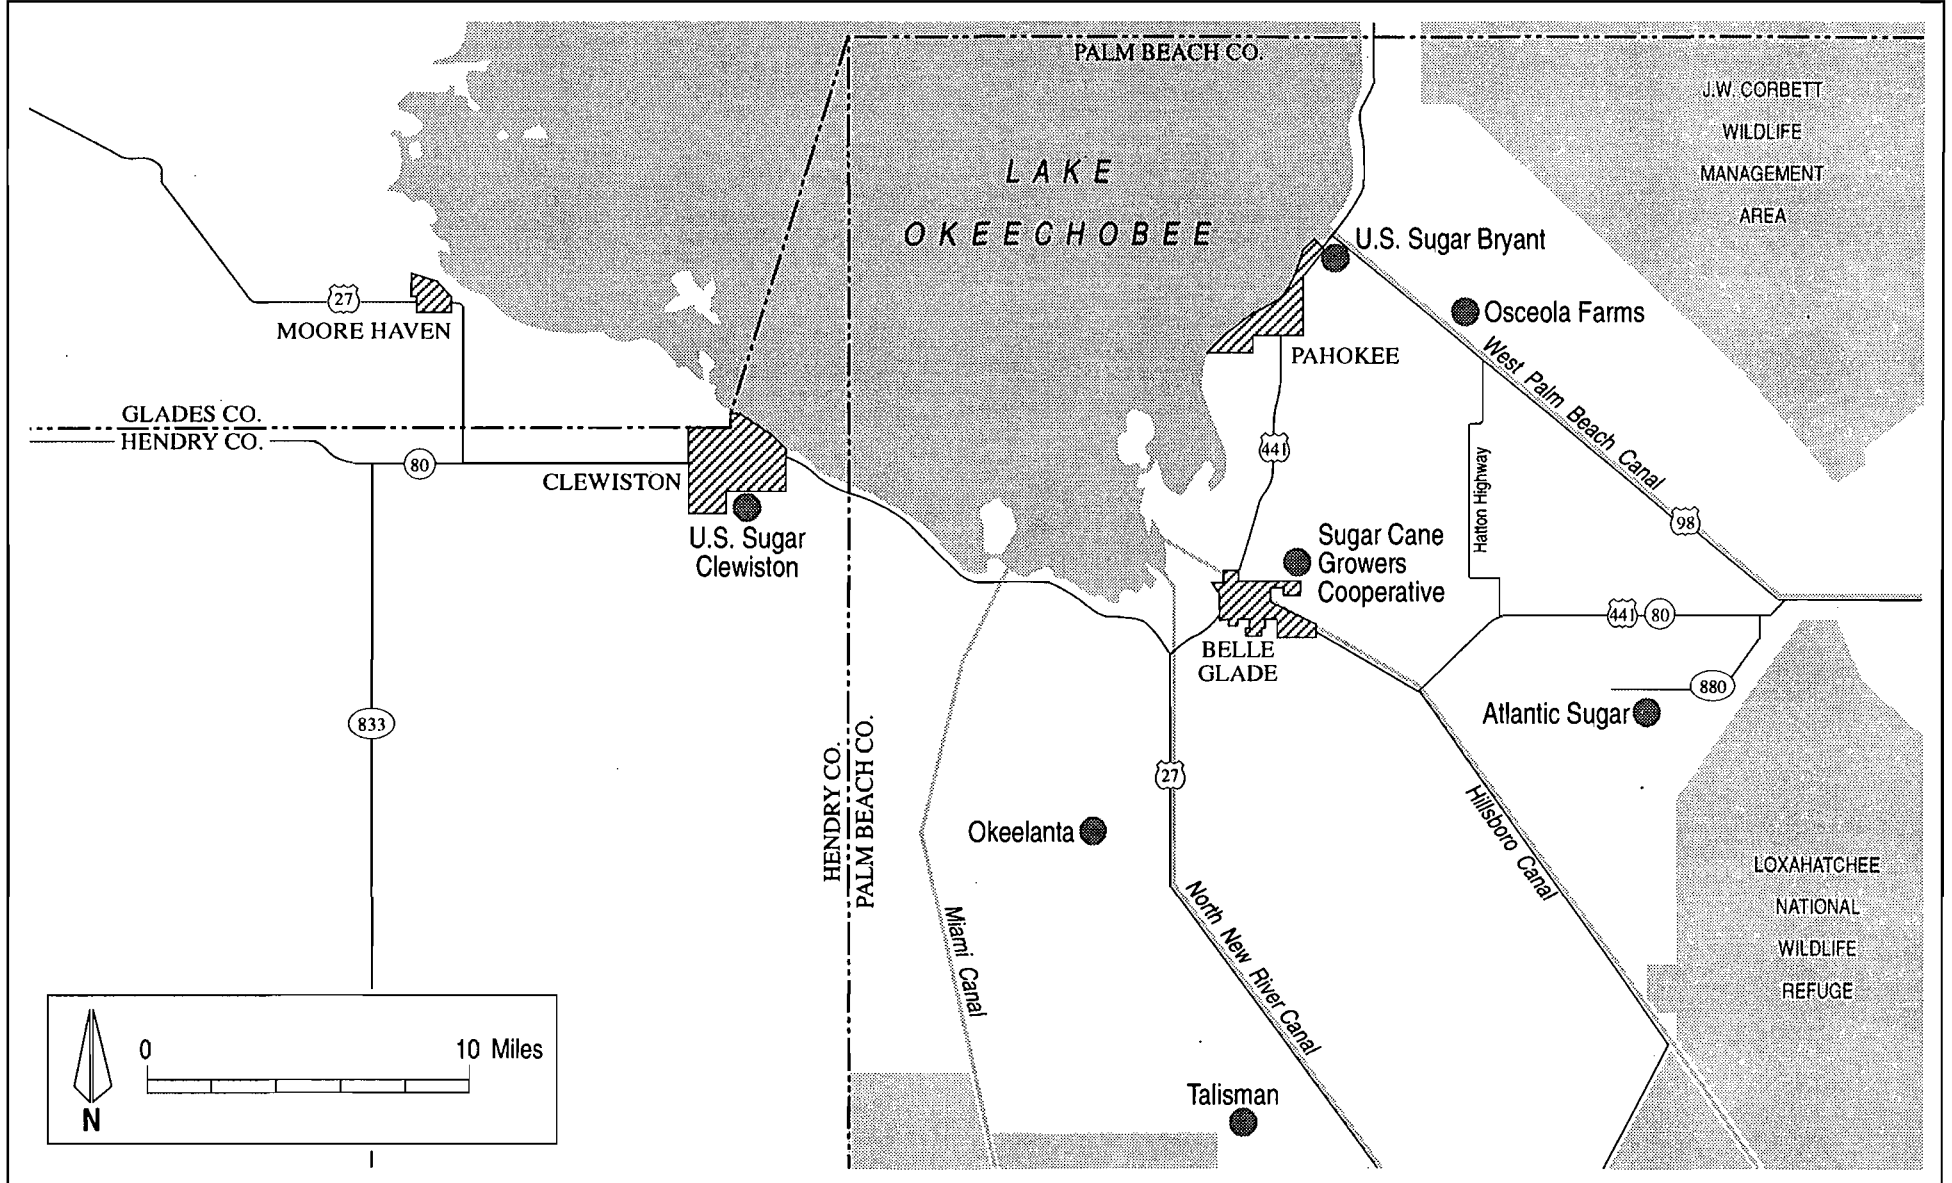 PALM BEACH CO.
J.W. CORBETT
WILDLIFE
MANAGEMENT
AREA
LAKE
OKEECHOBEE
U.S. Sugar Bryant
27
MOORE HAVEN
Osceola Farms
PAHOKEE
West Palm Beach Canal
GLADES CO.
HENDRY CO.
80
441
CLEWISTON
Hatton Highway
98
U.S. Sugar
Clewiston
Sugar Cane
Growers
Cooperative
441
80
BELLE
GLADE
880
Atlantic Sugar
833
HENDRY CO.
PALM BEACH CO.
27
Okeelanta
Hillsboro Canal
LOXAHATCHEE
NATIONAL
WILDLIFE
REFUGE
Miami Canal
North New River Canal
0
10 Miles
N
Talisman